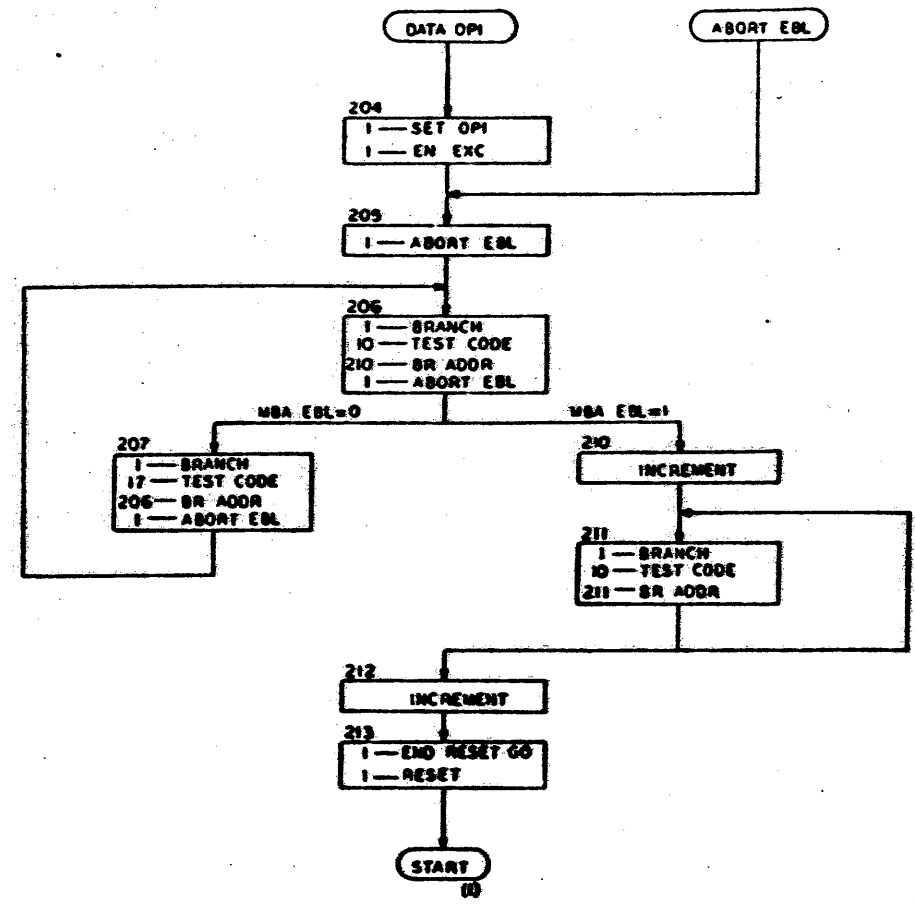 DATA OPI
ABORT EBL
204
1 — SET OPI
1 — EN EXC
205
1 — ABORT EBL
206
1 — BRANCH
10 — TEST CODE
210 — BR ADDR
1 — ABORT EBL
MBA EBL=0
MBA EBL=1
207
1 — BRANCH
17 — TEST CODE
206 — BR ADDR
1 — ABORT EBL
210
INCREMENT
211
1 — BRANCH
10 — TEST CODE
211 — BR ADDR
212
INCREMENT
213
1 — END RESET GO
1 — RESET
START